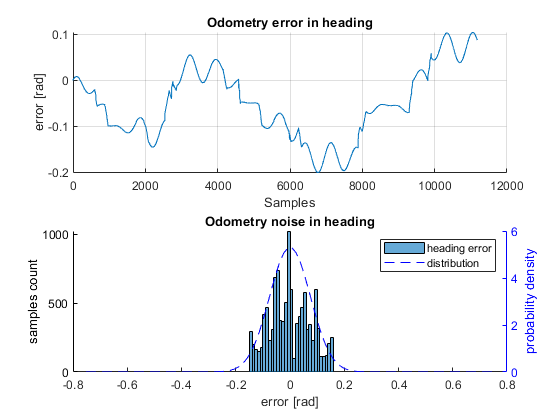 Odometry error in heading
0.1
0
-0.1
-0.2
error [rad]
0 2000 4000 6000 8000 10000 12000
Samples
Odometry noise in heading
1000
500
0
samples count
heading error
distribution
6
4
2
0
probability density
-0.8 -0.6 -0.4 -0.2 0 0.2 0.4 0.6 0.8
error [rad]